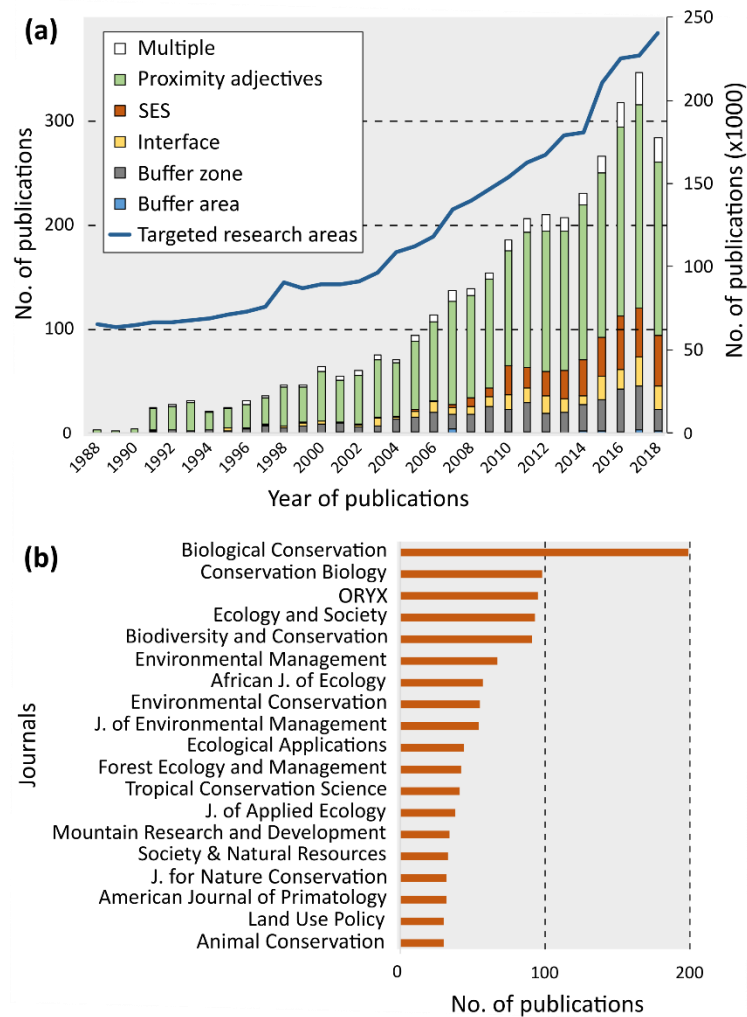 (a)
Multiple
Proximity adjectives
SES
Interface
Buffer zone
Buffer area
Targeted research areas
No. of publications
300
200
100
0
No. of publications (x1000)
250
200
150
100
50
0
1988
1990
1992
1994
1996
1998
2000
2002
2004
2006
2008
2010
2012
2014
2016
2018
Year of publications
(b)
Journals
Biological Conservation
Conservation Biology
ORYX
Ecology and Society
Biodiversity and Conservation
Environmental Management
African J. of Ecology
Environmental Conservation
J. of Environmental Management
Ecological Applications
Forest Ecology and Management
Tropical Conservation Science
J. of Applied Ecology
Mountain Research and Development
Society & Natural Resources
J. for Nature Conservation
American Journal of Primatology
Land Use Policy
Animal Conservation
0
100
200
No. of publications